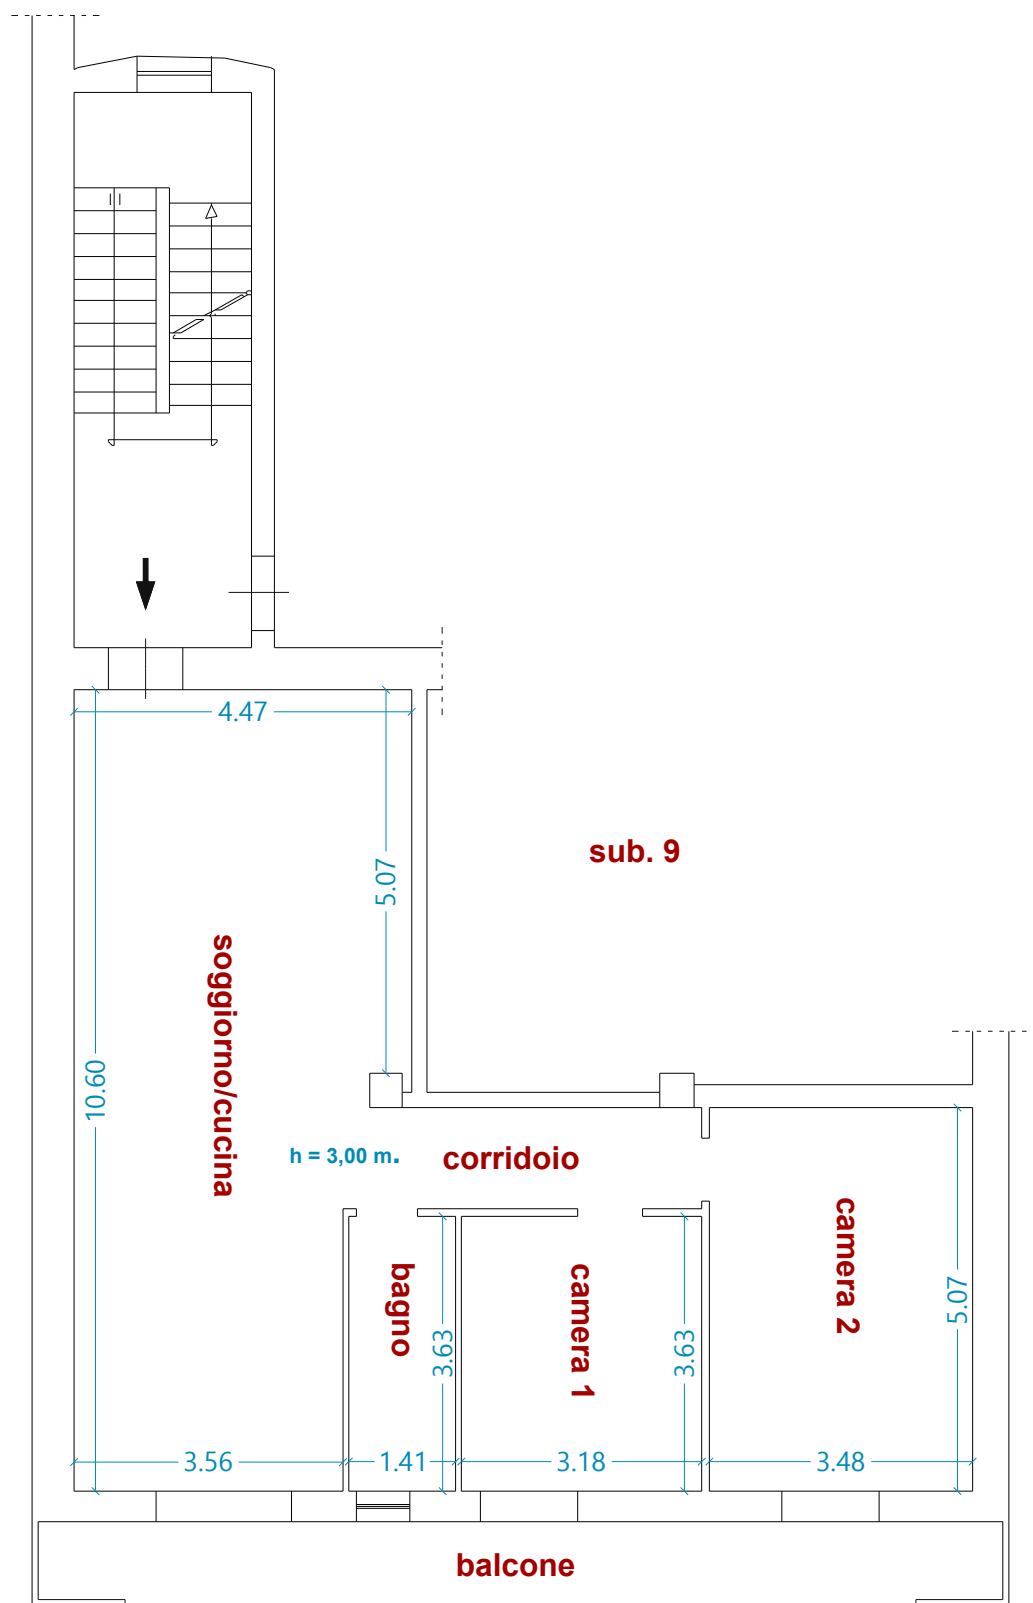 4.47
5.07
sub. 9
soggiorno/cucina
10.60
h = 3,00 m.
corridoio
camera 2
bagno
camera 1
3.63
3.63
5.07
3.56
1.41
3.18
3.48
balcone